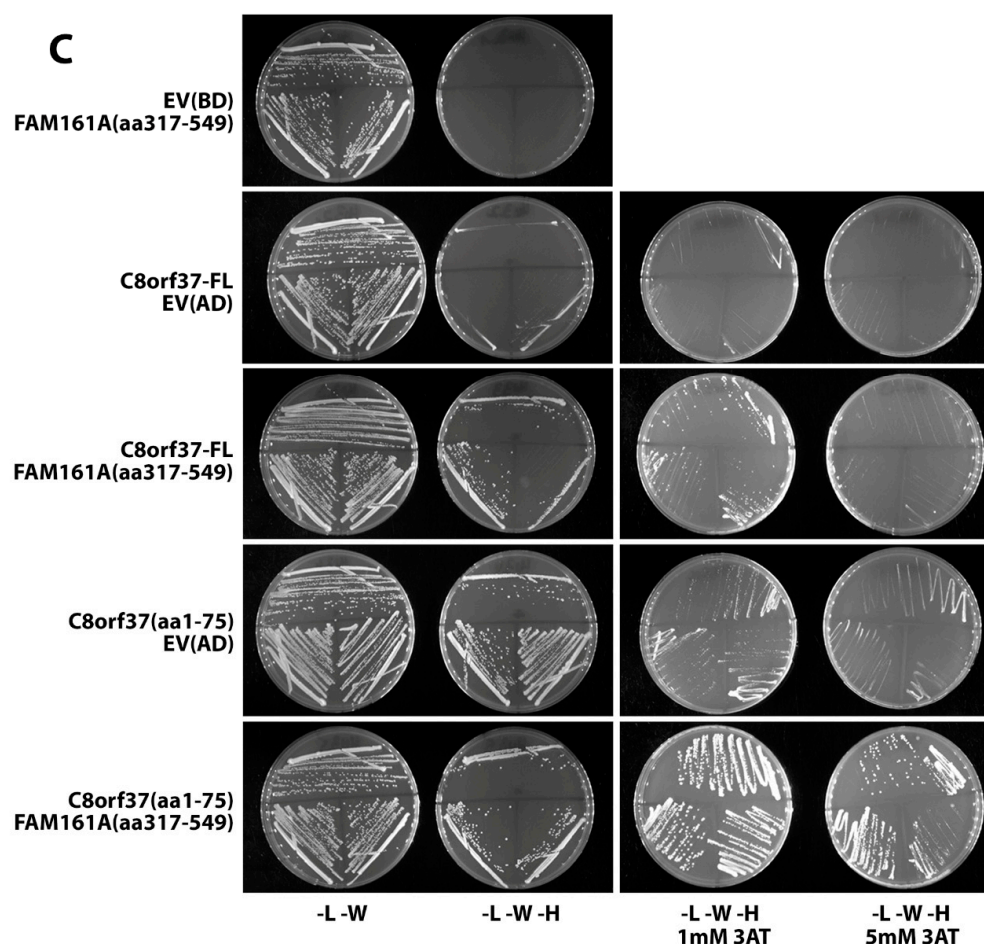 C
EV(BD)
FAM161A(aa317-549)
C8orf37-FL
EV(AD)
C8orf37-FL
FAM161A(aa317-549)
C8orf37(aa1-75)
EV(AD)
C8orf37(aa1-75)
FAM161A(aa317-549)
-L -W
-L -W -H
-L -W -H
1mM 3AT
-L -W -H
5mM 3AT